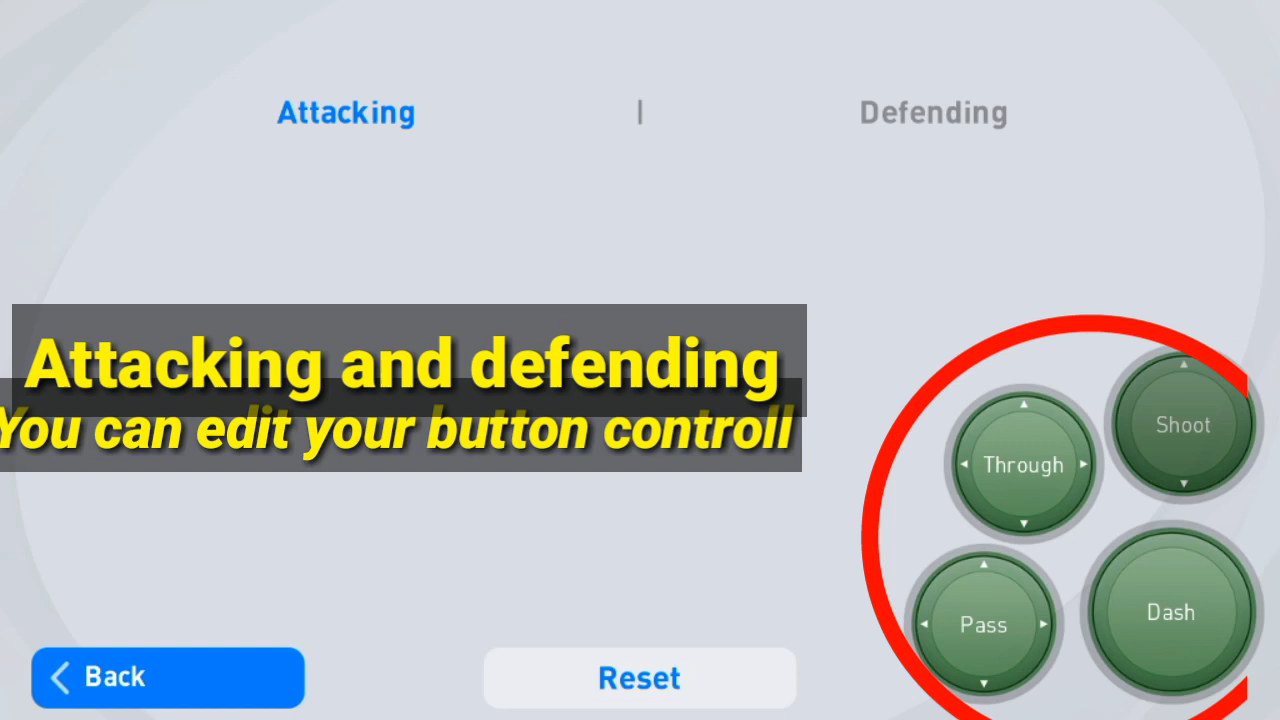 Attacking | Defending
Attacking and defending
You can edit your button controll
Shoot
Through
Dash
Pass
Back
Reset